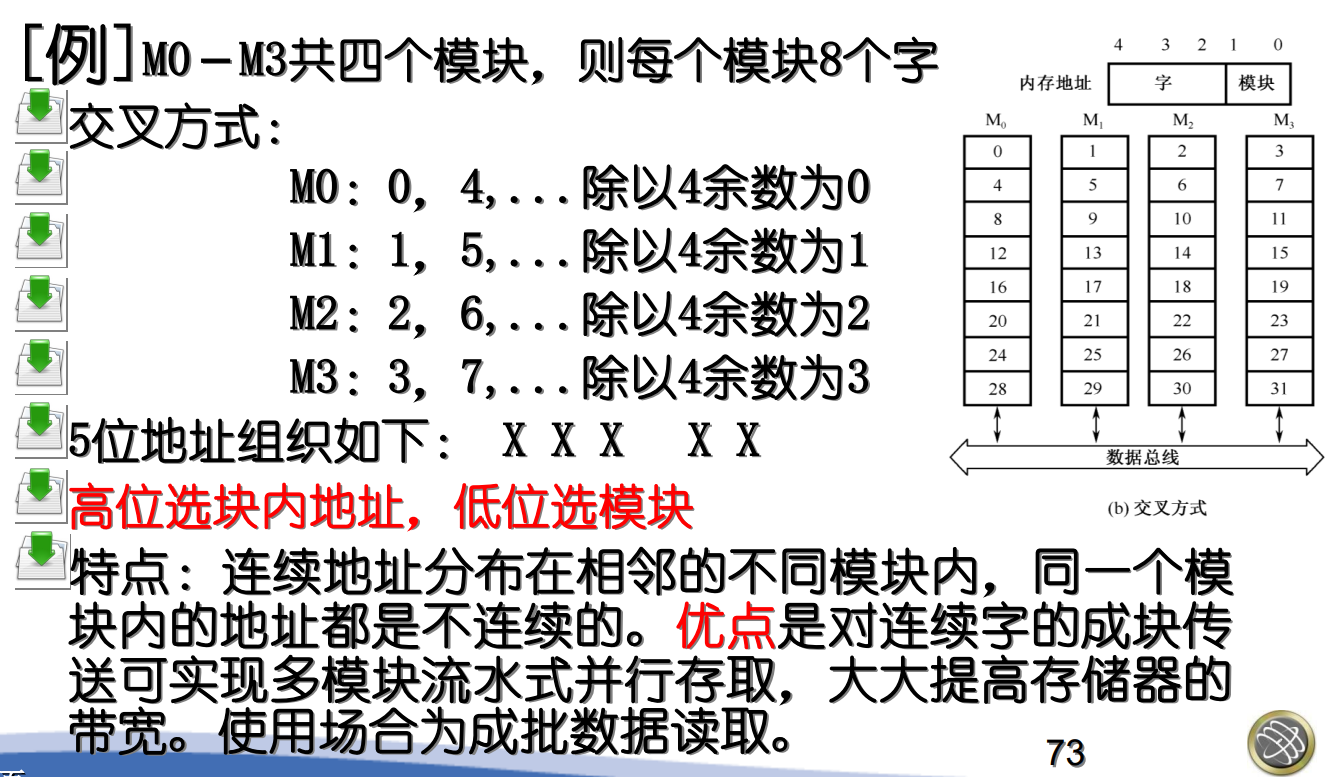 [例]M0－M3共四个模块，则每个模块8个字
交叉方式：
M0：0，4,...除以4余数为0
M1：1，5,...除以4余数为1
M2：2，6,...除以4余数为2
M3：3，7,...除以4余数为3
5位地址组织如下： X X X X X
高位选块内地址，低位选模块
特点：连续地址分布在相邻的不同模块内，同一个模
块内的地址都是不连续的。优点是对连续字的成块传
送可实现多模块流水式并行存取，大大提高存储器的
带宽。使用场合为成批数据读取。
4 3 2 1 0
内存地址 字 模块
M₀ M₁ M₂ M₃
0 1 2 3
4 5 6 7
8 9 10 11
12 13 14 15
16 17 18 19
20 21 22 23
24 25 26 27
28 29 30 31
数据总线
(b) 交叉方式
73